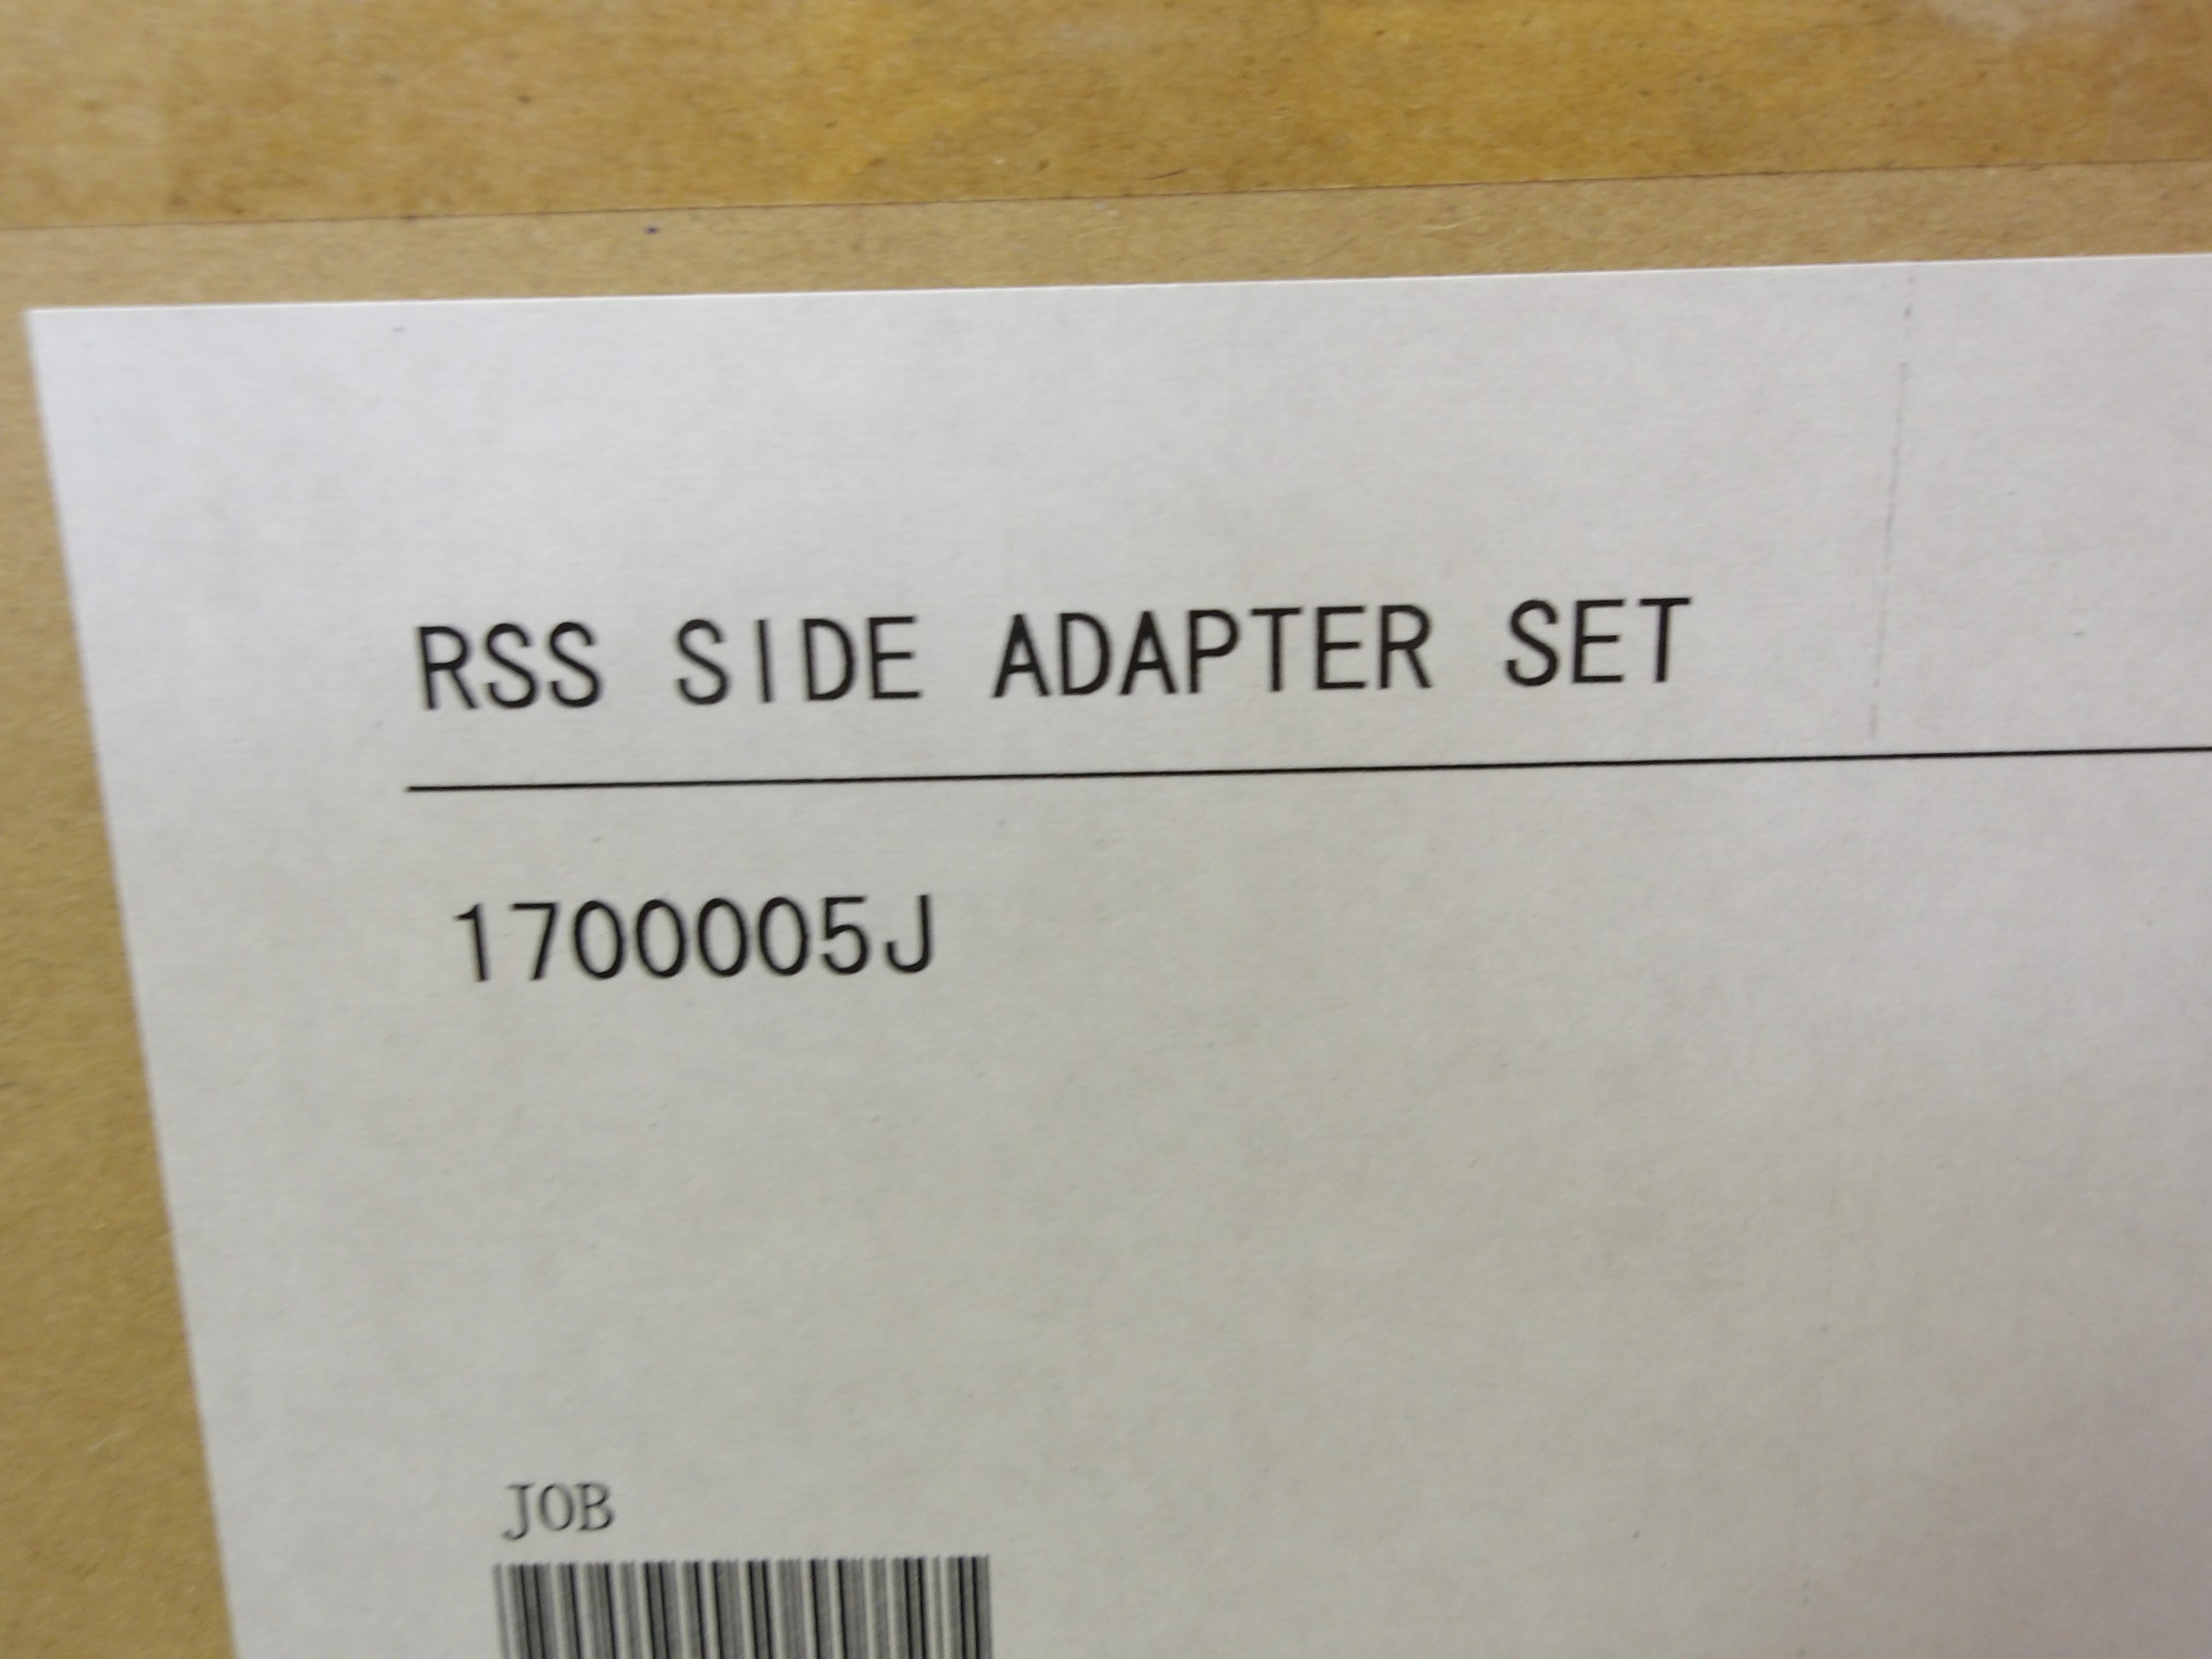 RSS SIDE ADAPTER SET
1700005J
JOB